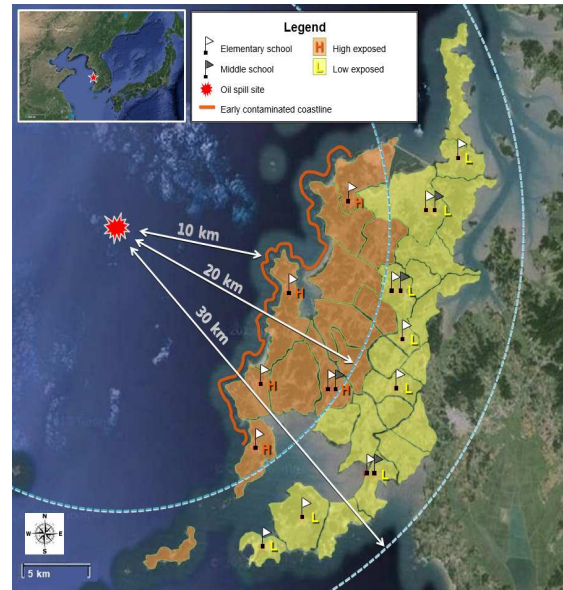 Legend
Elementary school
Middle school
Oil spill site
Early contaminated coastline
H High exposed
L Low exposed
L
H
L
10 km
20 km
30 km
H
L
L
H
H
L
H
L
L
L
N
W E
S
5 km